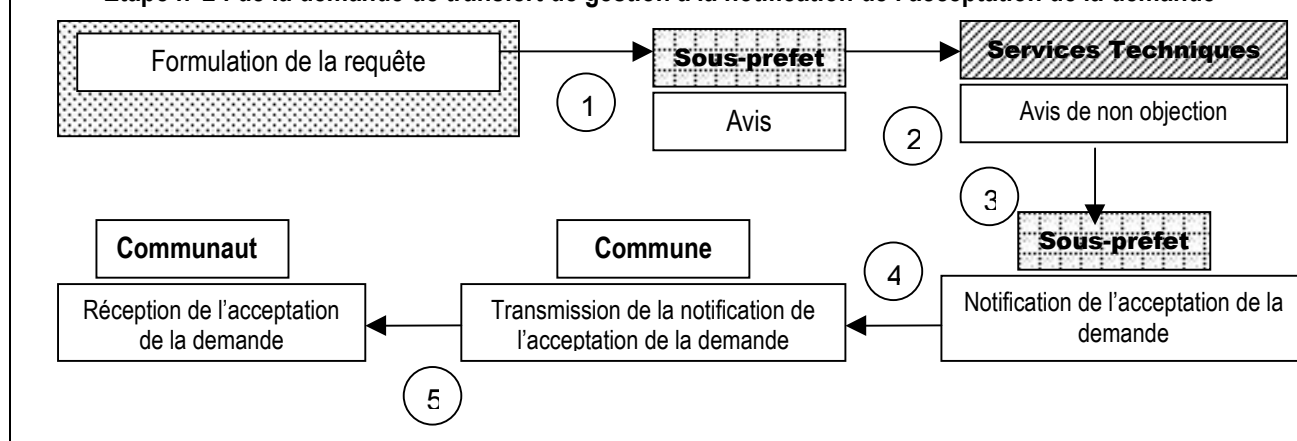 Etape n°2 : de la demande de transfert de gestion à la notification de l'acceptation de la demande
Formulation de la requête
1
Sous-préfet
Avis
2
Services Techniques
Avis de non objection
3
Sous-préfet
Notification de l'acceptation de la
demande
4
Commune
Transmission de la notification de
l'acceptation de la demande
5
Communaut
Réception de l'acceptation
de la demande